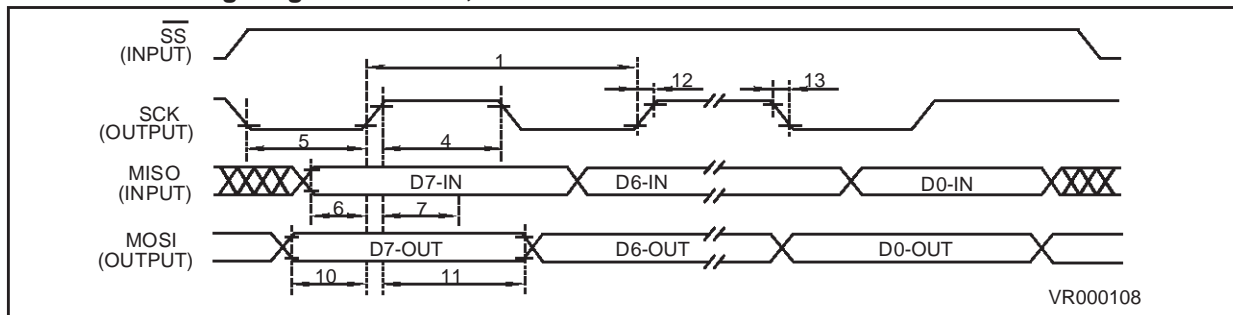 SS
(INPUT)
1
12
13
SCK
(OUTPUT)
5
4
MISO
(INPUT)
D7-IN
D6-IN
D0-IN
6
7
MOSI
(OUTPUT)
D7-OUT
D6-OUT
D0-OUT
10
11
VR000108